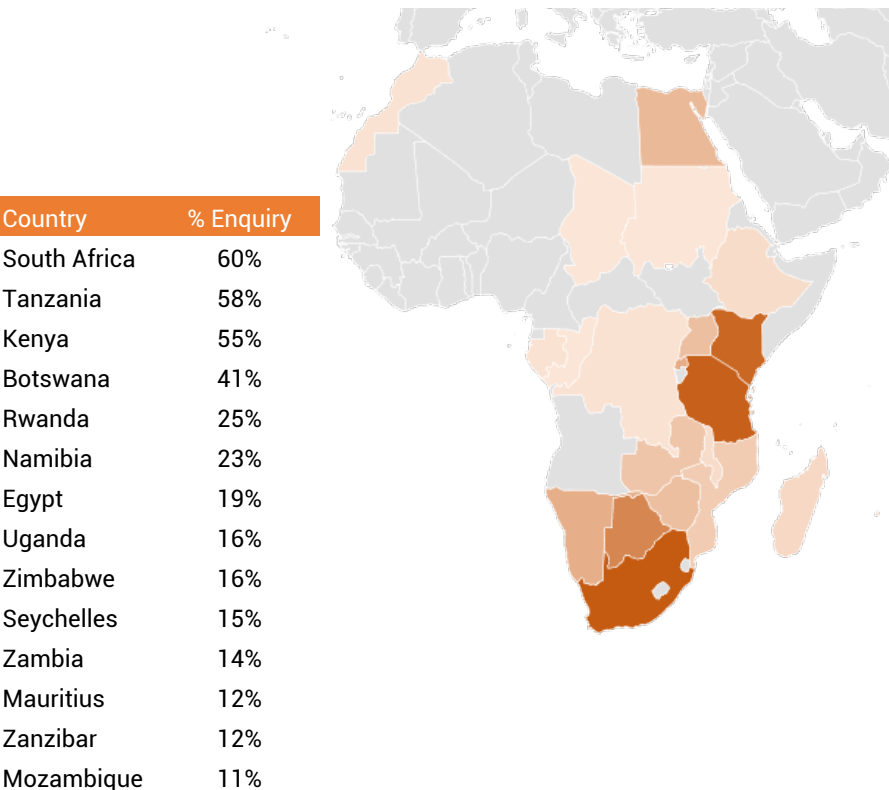 Country % Enquiry
South Africa 60%
Tanzania 58%
Kenya 55%
Botswana 41%
Rwanda 25%
Namibia 23%
Egypt 19%
Uganda 16%
Zimbabwe 16%
Seychelles 15%
Zambia 14%
Mauritius 12%
Zanzibar 12%
Mozambique 11%